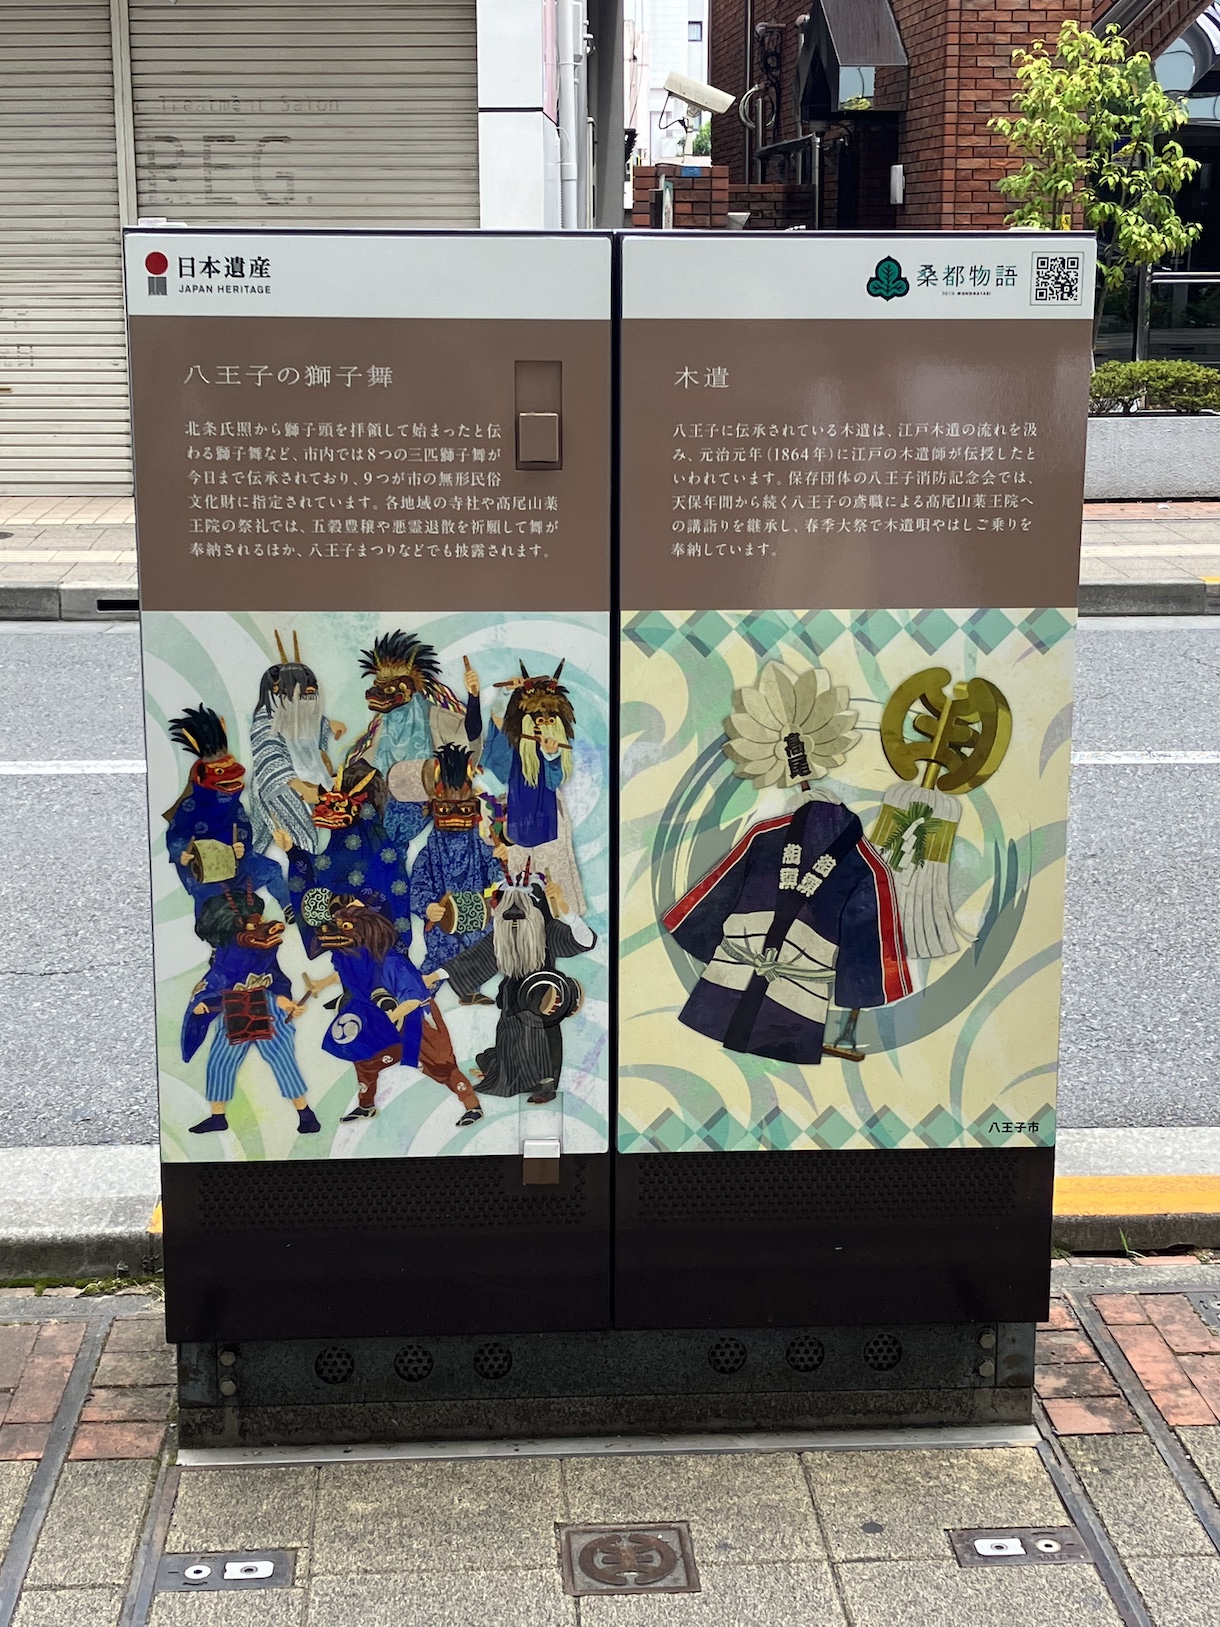 Treatment Salon
REG.
日本遺産
JAPAN HERITAGE
八王子の獅子舞
北条氏照から獅子頭を拝領して始まったと伝
わる獅子舞など、市内では8つの三匹獅子舞が
今日まで伝承されており、9つが市の無形民俗
文化財に指定されています。各地域の寺社や髙尾山薬
王院の祭礼では、五穀豊穣や悪霊退散を祈願して舞が
奉納されるほか、八王子まつりなどでも披露されます。
桑都物語
木遣
八王子に伝承されている木遣は、江戸木遣の流れを汲
み、元治元年(1864年)に江戸の木遣師が伝授したと
いわれています。保存団体の八王子消防記念会では、
天保年間から続く八王子の鳶職による髙尾山薬王院へ
の講詣りを継承し、春季大祭で木遣唄やはしご乗りを
奉納しています。
髙尾
八王子市